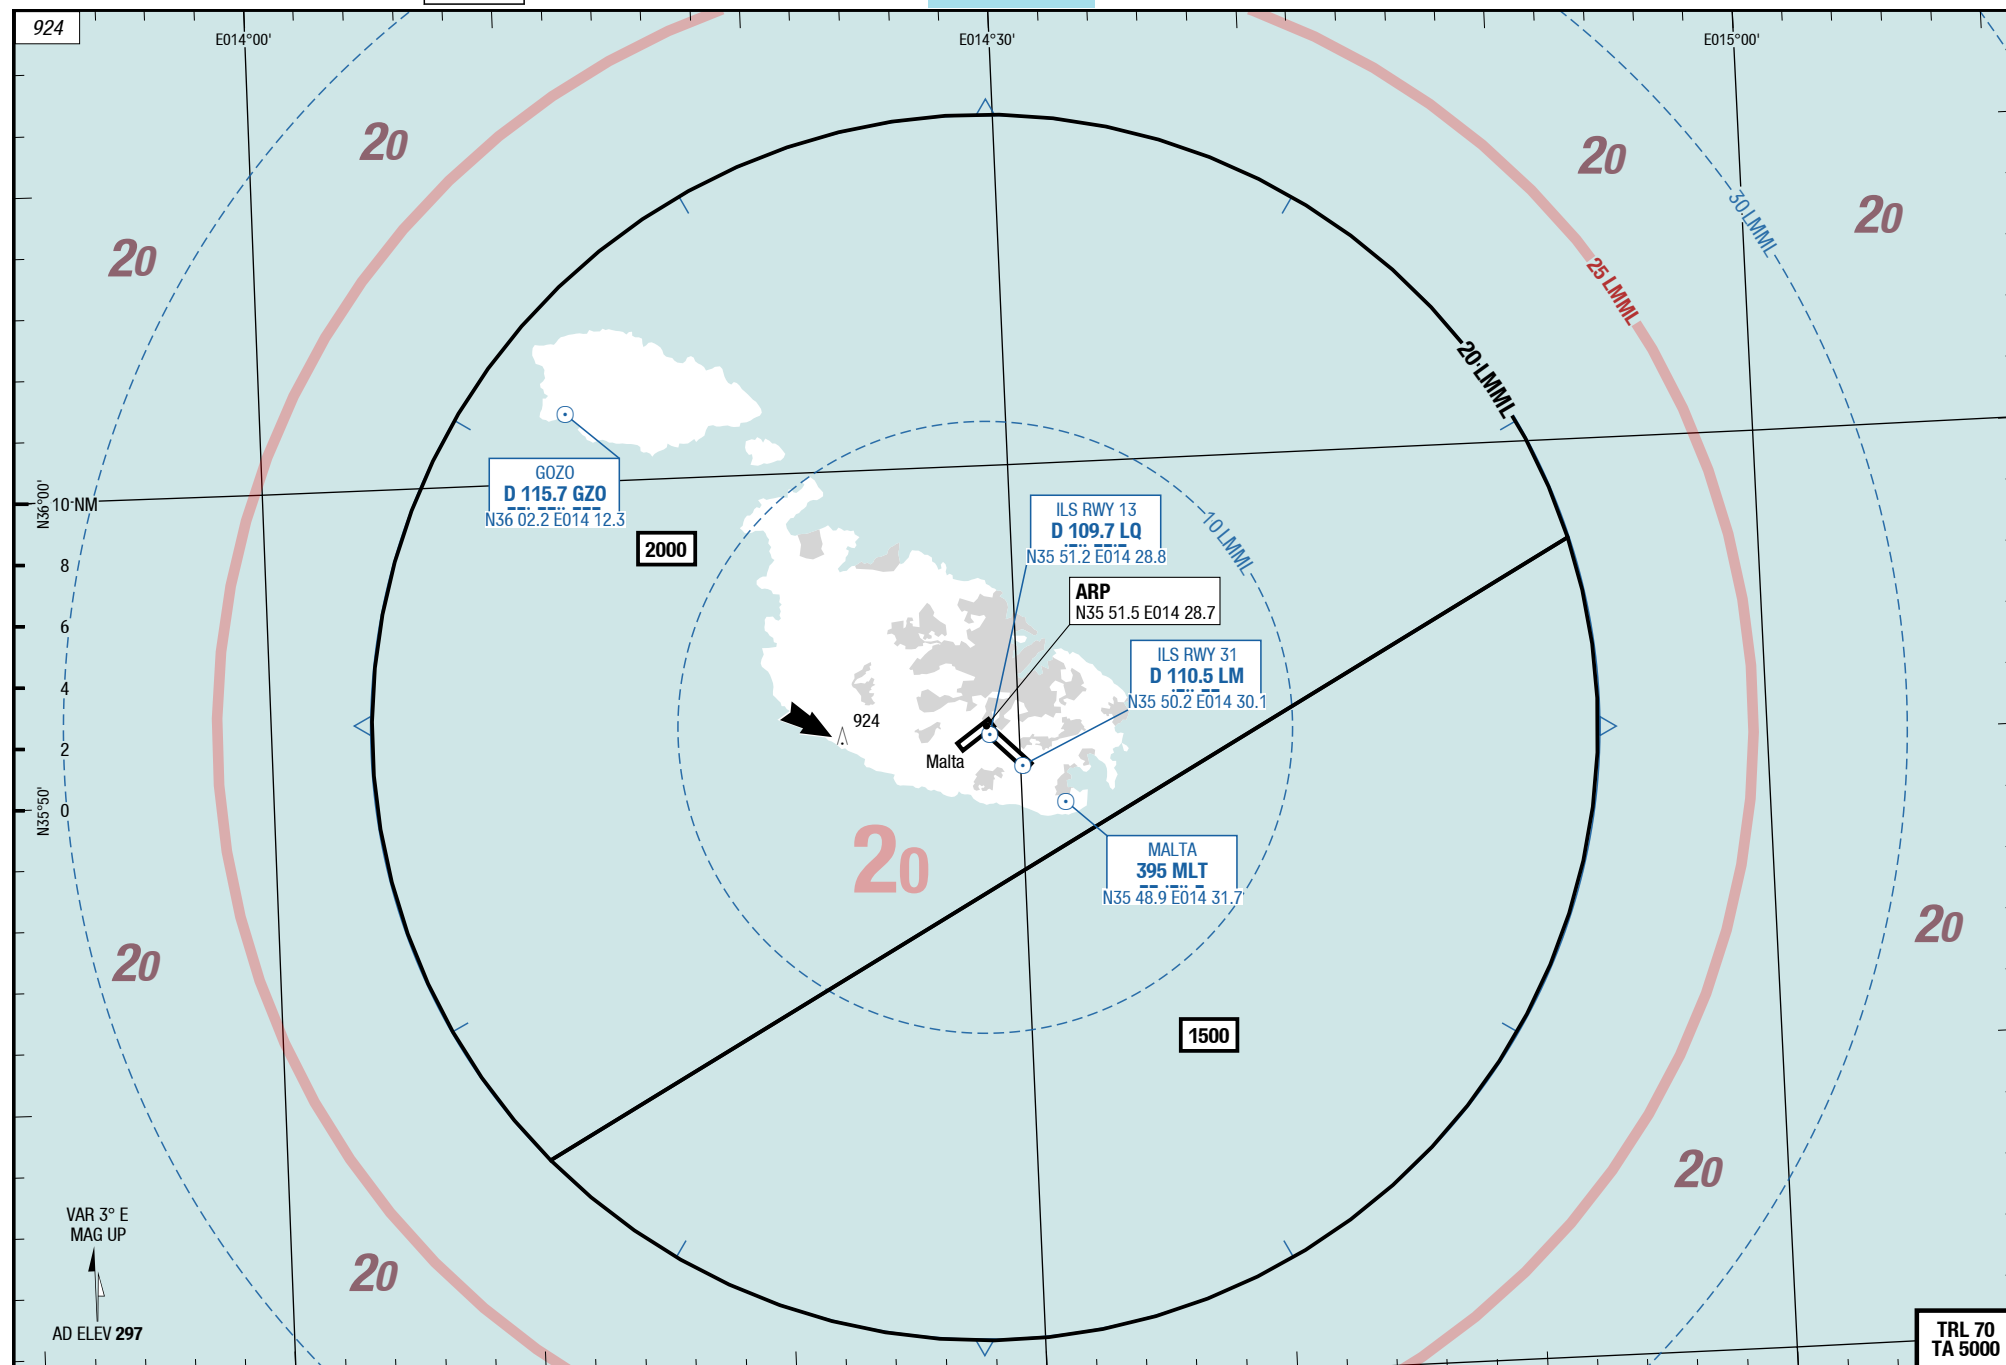 924
E014°00'
E014°30'
E015°00'
20
20
20
20
30 LMML
25 LMML
20 LMML
N36°00'
10 NM
8
6
4
2
0
N35°50'
GOZO
D 115.7 GZO
N36 02.2 E014 12.3
2000
ILS RWY 13
D 109.7 LQ
N35 51.2 E014 28.8
10 LMML
ARP
N35 51.5 E014 28.7
ILS RWY 31
D 110.5 LM
N35 50.2 E014 30.1
924
Malta
20
MALTA
395 MLT
N35 48.9 E014 31.7
20
20
1500
20
20
VAR 3° E
MAG UP
AD ELEV 297
TRL 70
TA 5000